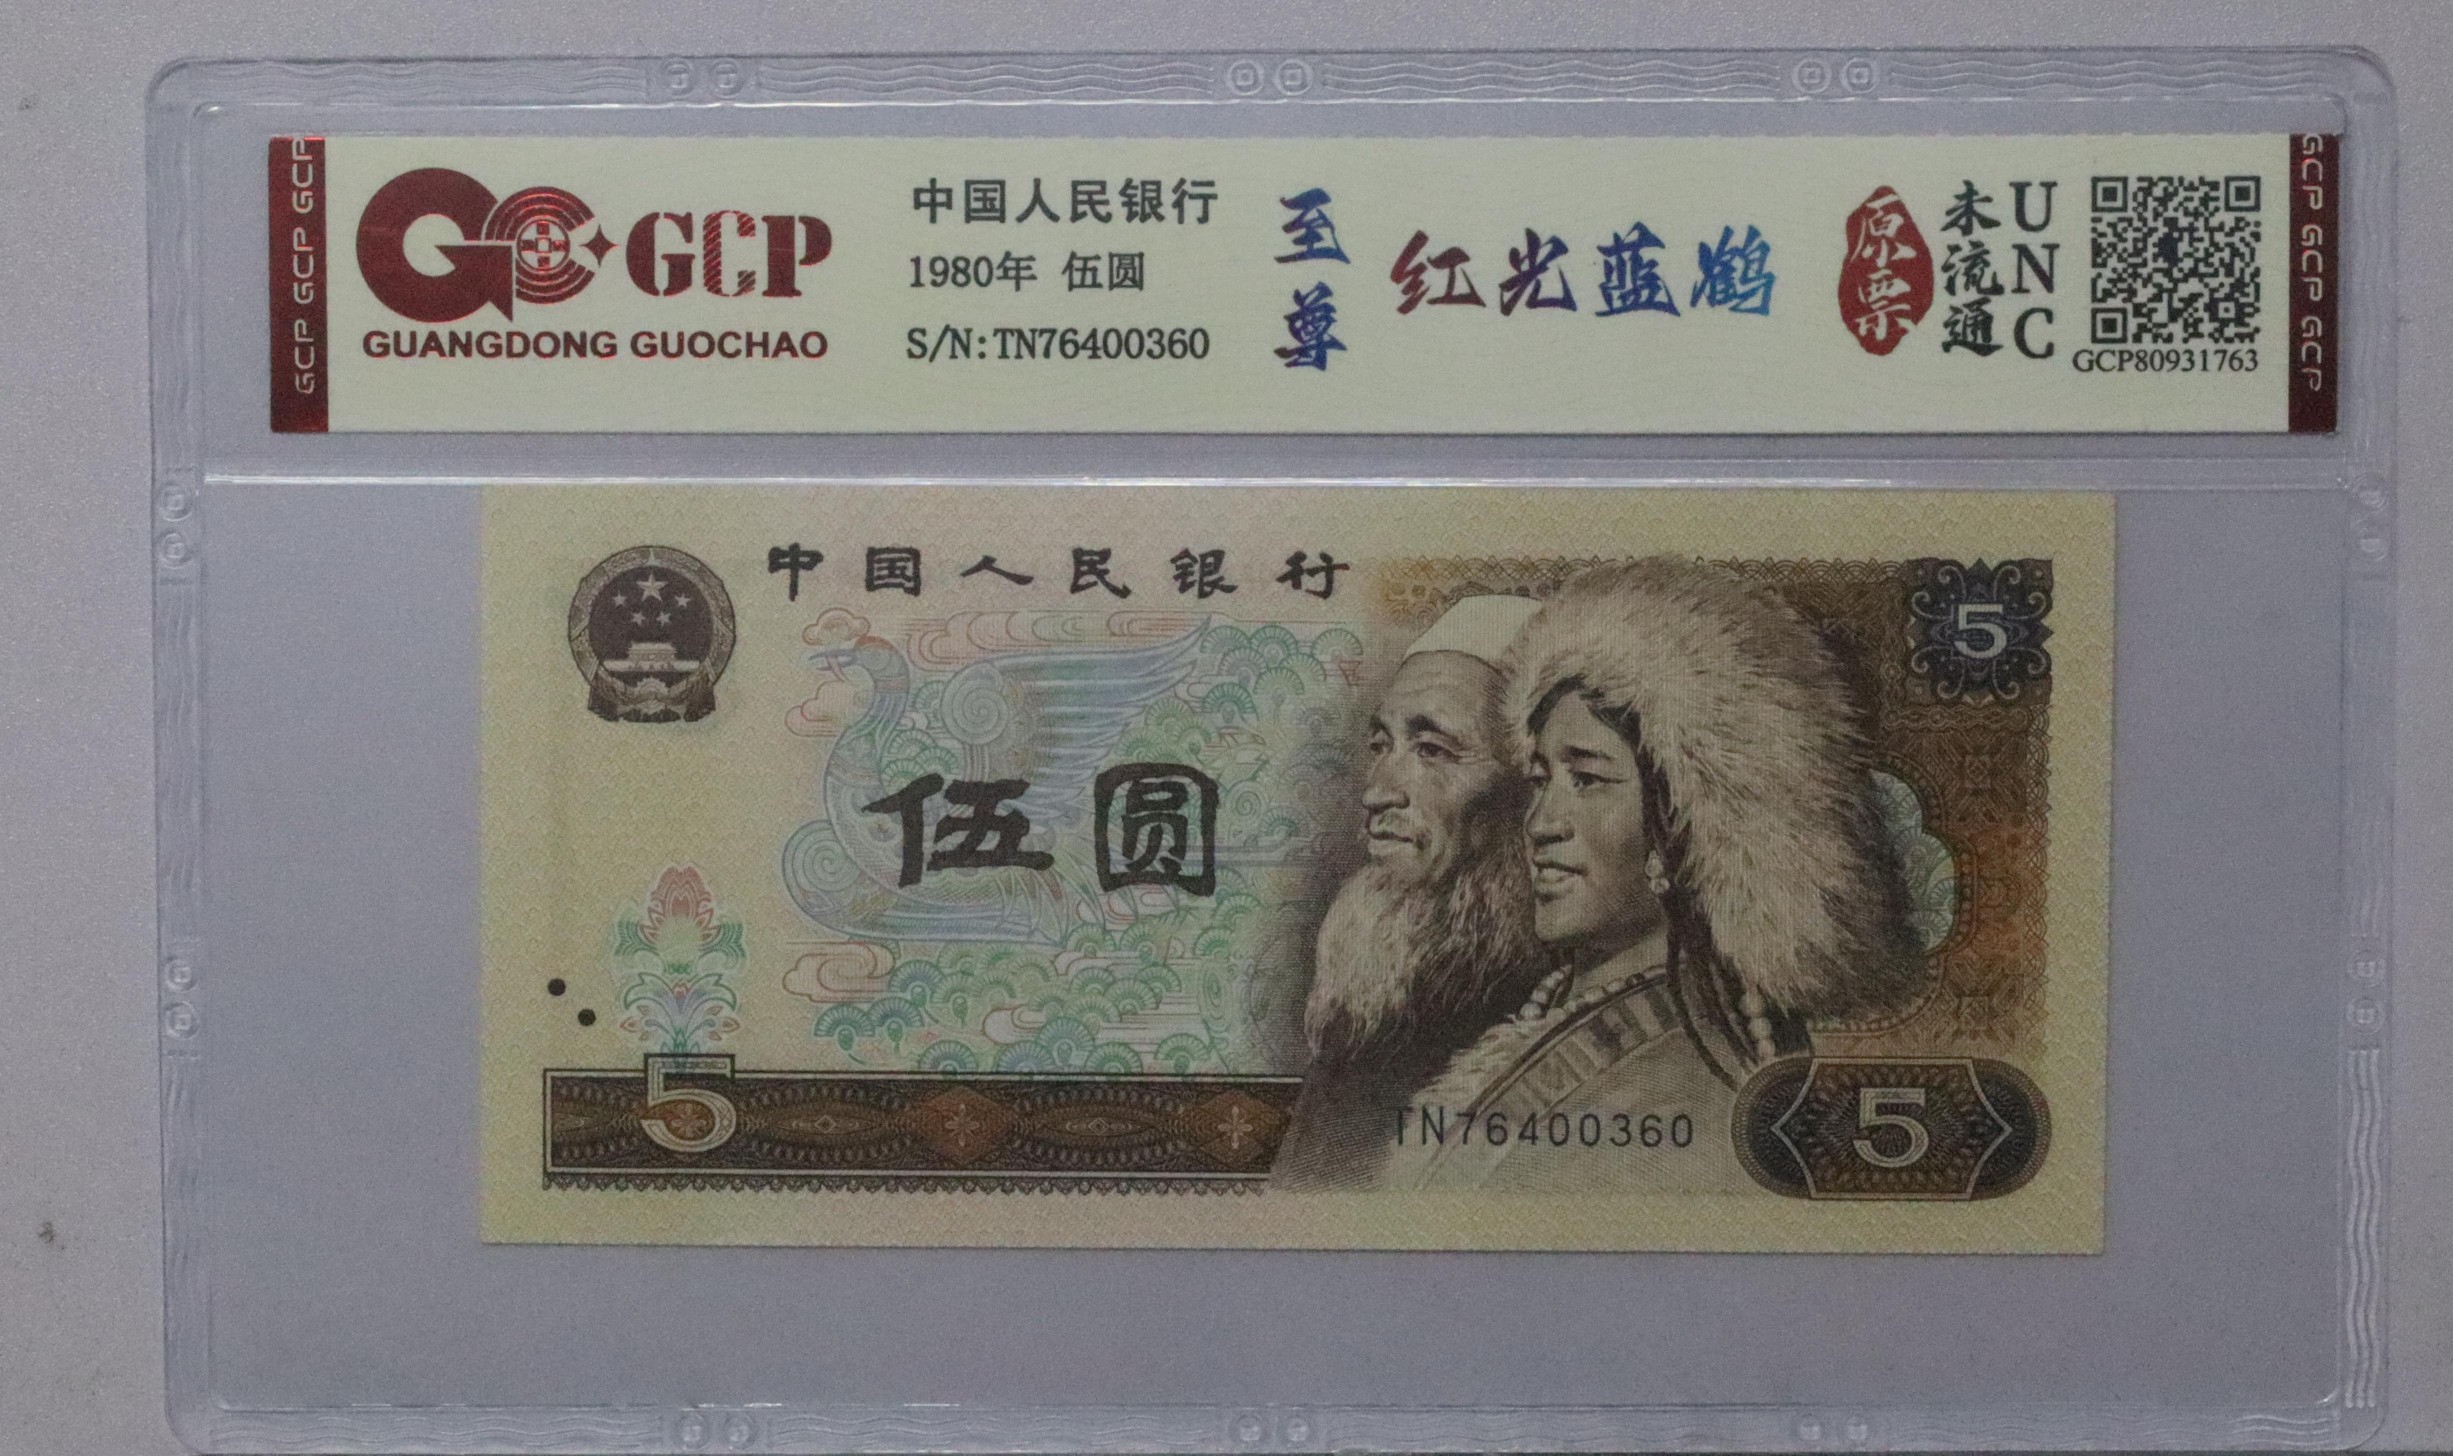 GCP GCP GCP
GCP
GUANGDONG GUOCHAO
中国人民银行
1980年 伍圆
S/N:TN76400360
至尊
红光蓝鹤
原票
未流通
UNC
GCP80931763
GCP GCP GCP
中国人民银行
5
伍圆
5
TN76400360
5